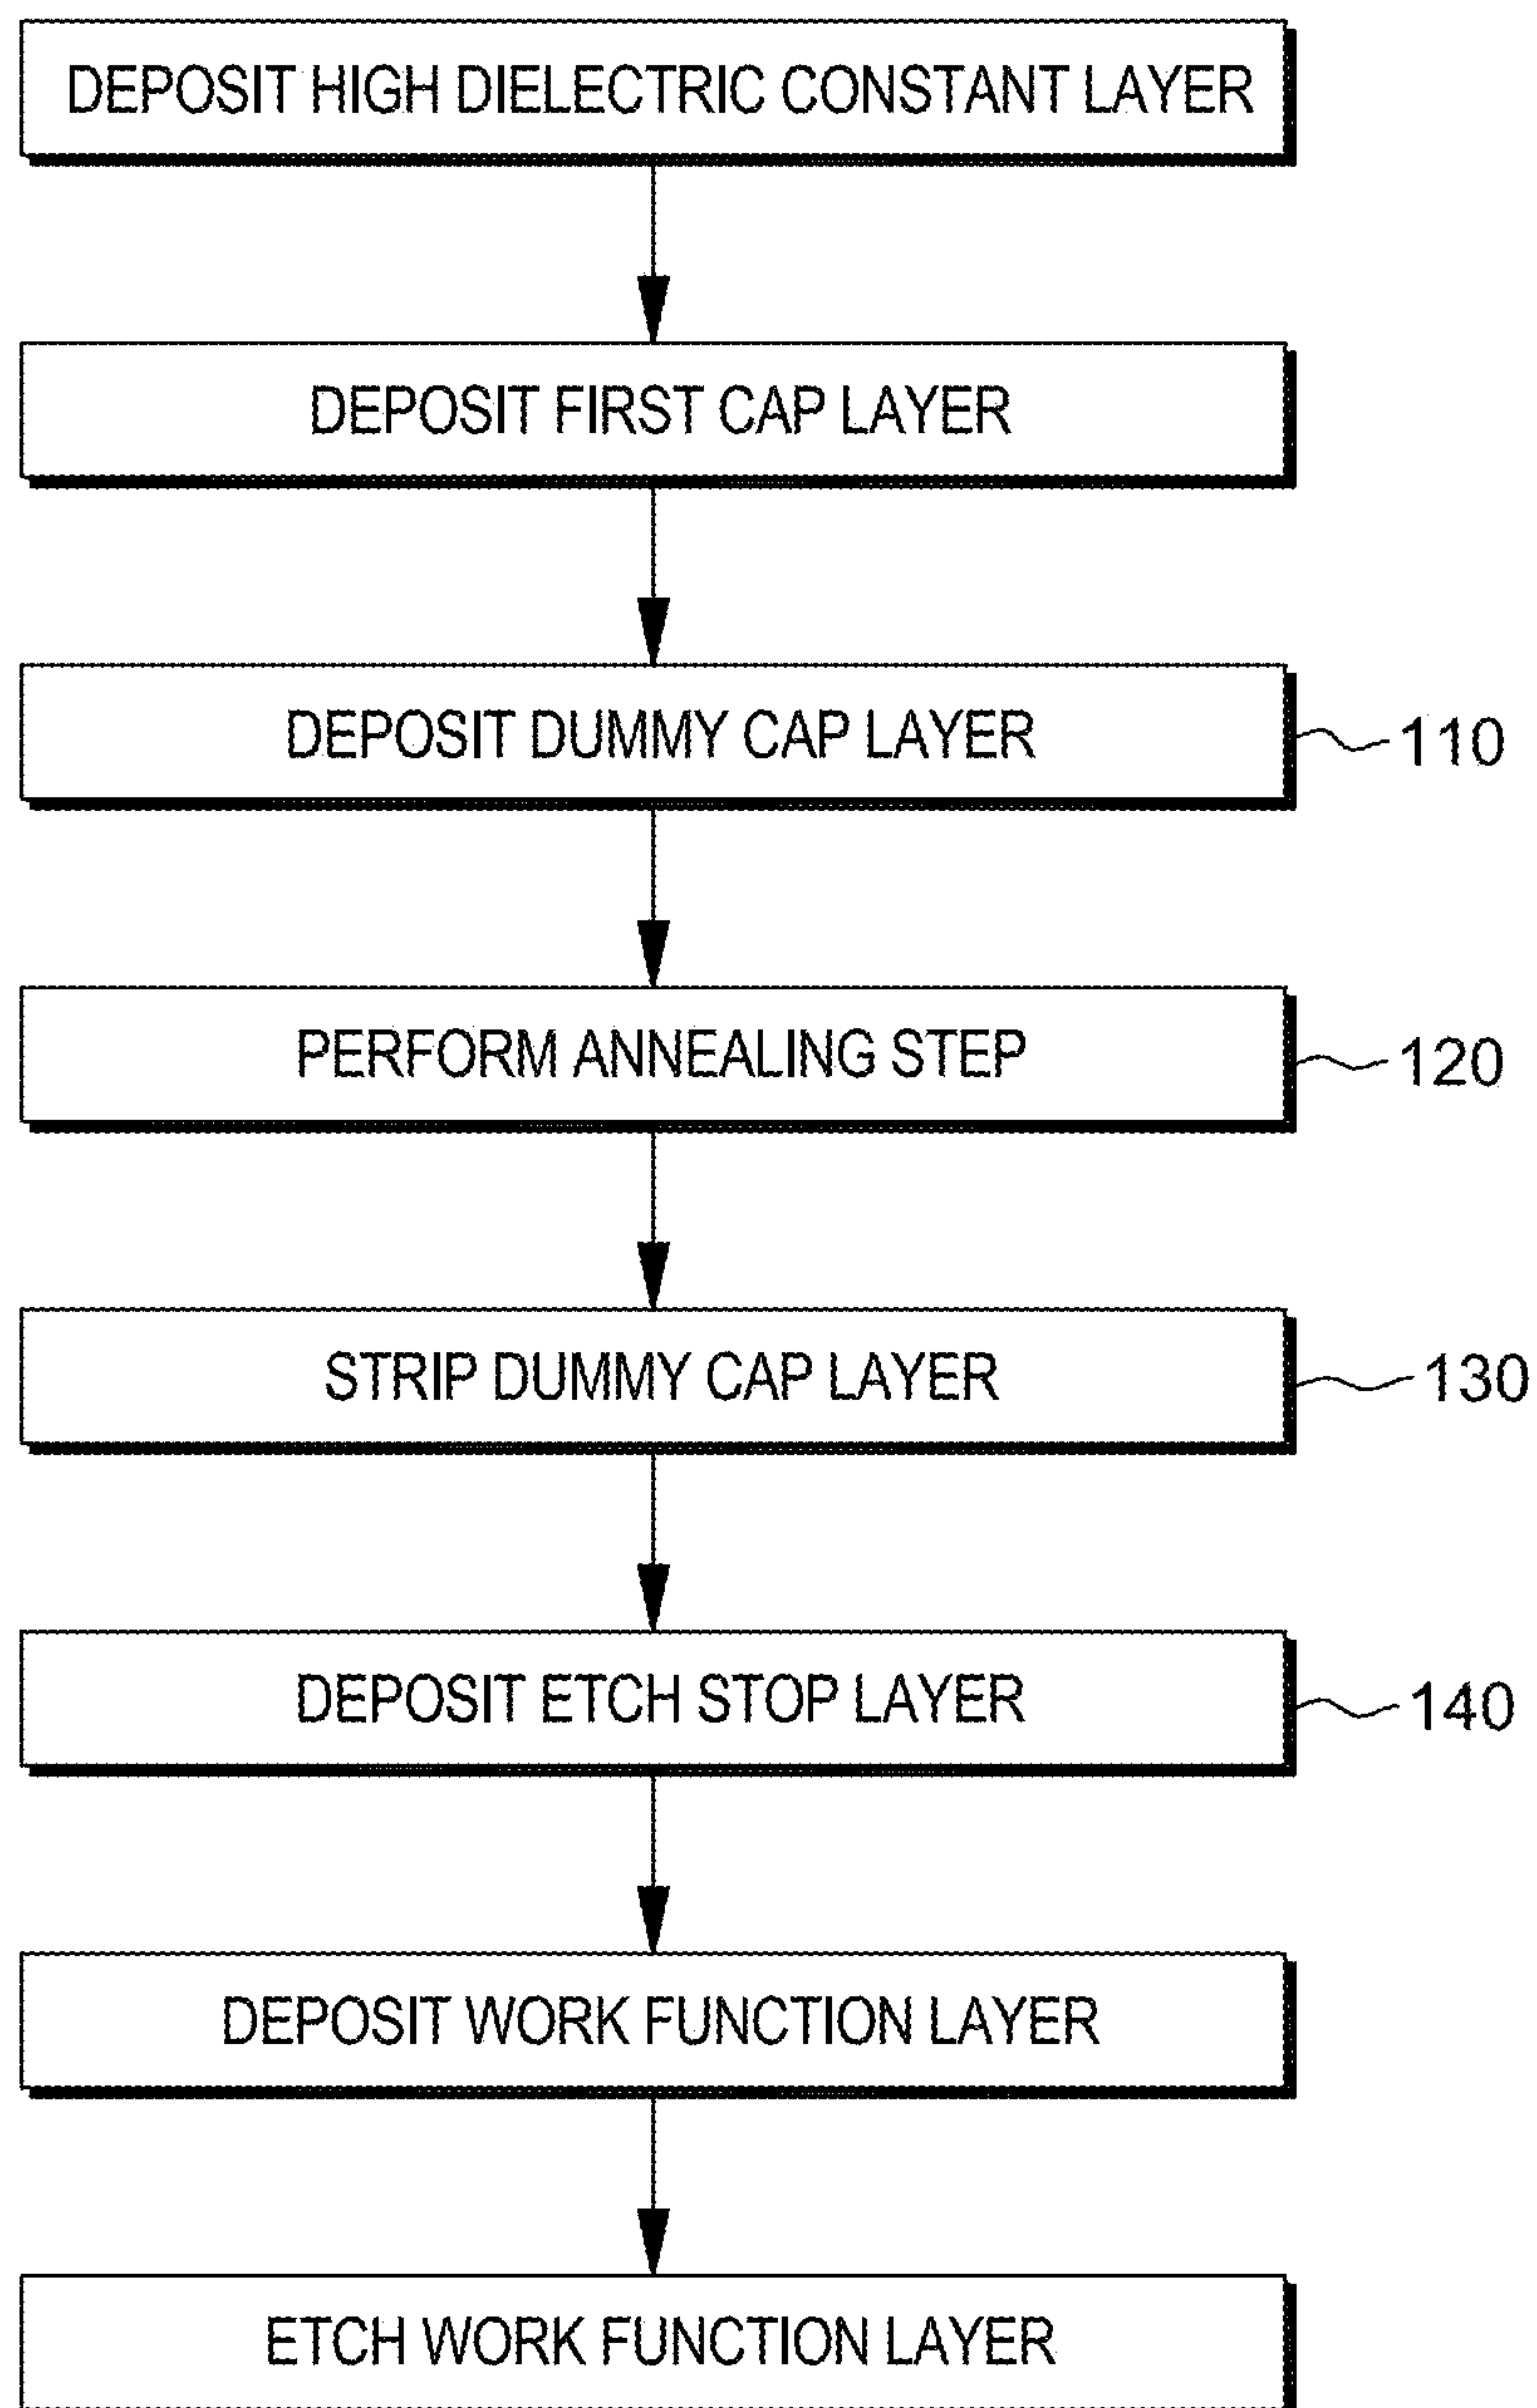 DEPOSIT HIGH DIELECTRIC CONSTANT LAYER
DEPOSIT FIRST CAP LAYER
DEPOSIT DUMMY CAP LAYER
110
PERFORM ANNEALING STEP
120
STRIP DUMMY CAP LAYER
130
DEPOSIT ETCH STOP LAYER
140
DEPOSIT WORK FUNCTION LAYER
ETCH WORK FUNCTION LAYER